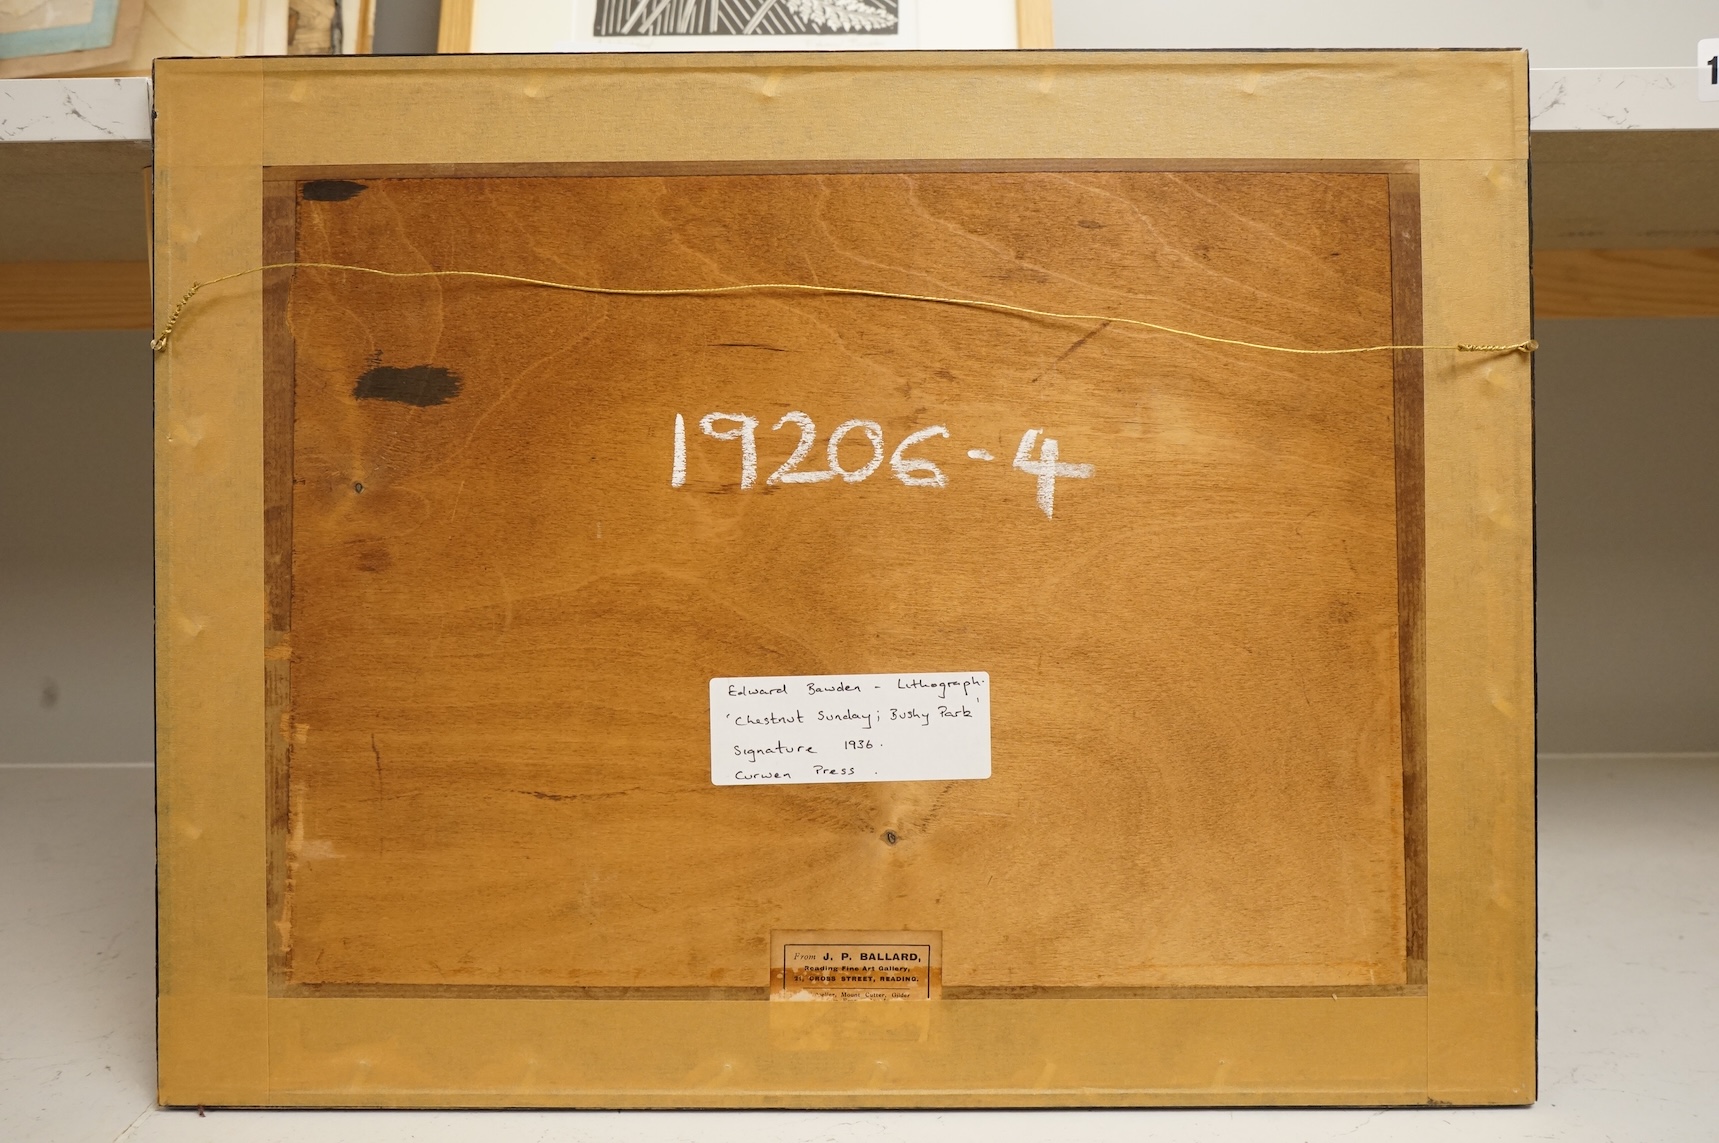 1
19206-4
Edward Bawden - Lithograph.
'Chestnut Sunday; Bushy Park'
Signature 1936.
Curwen Press.
From J. P. BALLARD,
Reading Fine Art Gallery,
CROSS STREET, READING.
Mount Cutter, Gilder